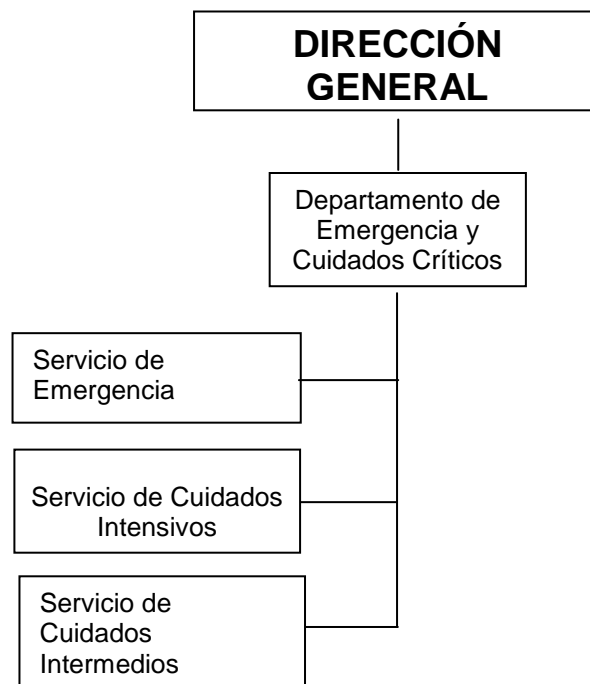 DIRECCIÓN
GENERAL
Departamento de
Emergencia y
Cuidados Críticos
Servicio de
Emergencia
Servicio de Cuidados
Intensivos
Servicio de
Cuidados
Intermedios